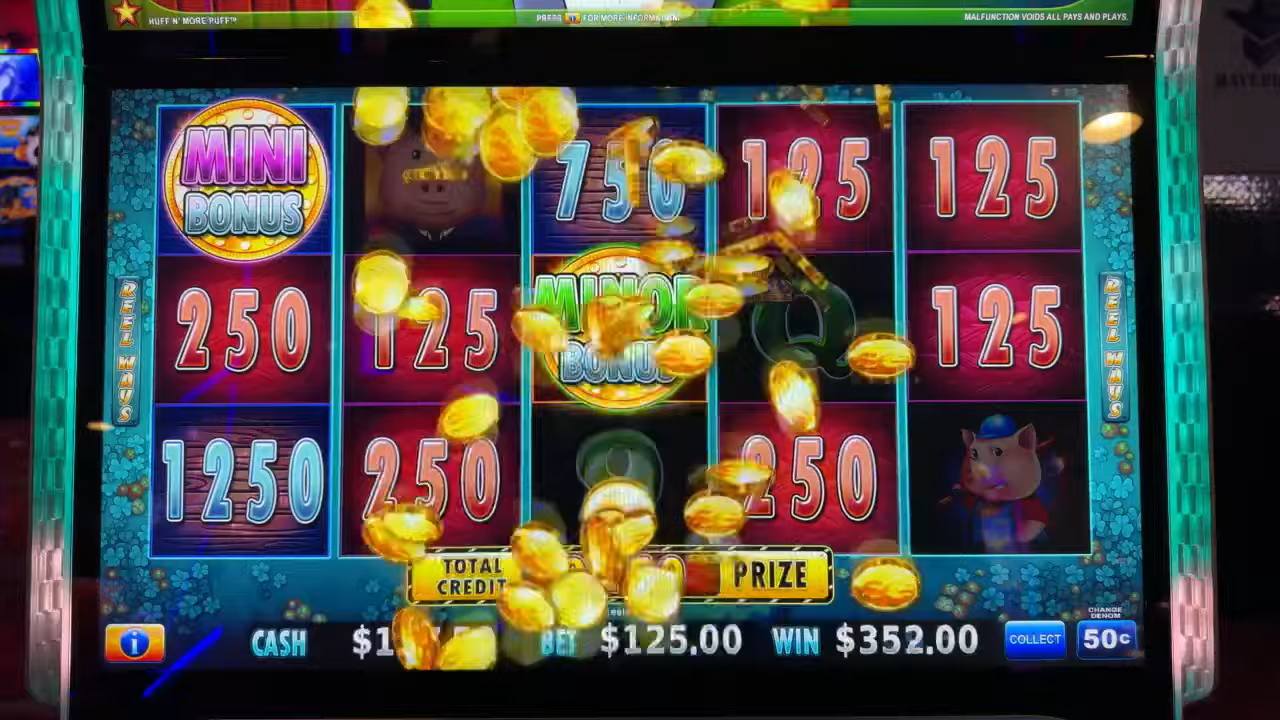 HUFF N' MORE PUFF™
PRESS i FOR MORE INFORMATION.
MALFUNCTION VOIDS ALL PAYS AND PLAYS.
MINI
BONUS
750
125
125
REEL WAYS
250
125
MINOR
BONUS
125
REEL WAYS
1250
250
250
TOTAL
CREDIT
PRIZE
CASH
BET $125.00
WIN $352.00
COLLECT
CHANGE
DENOM
50¢